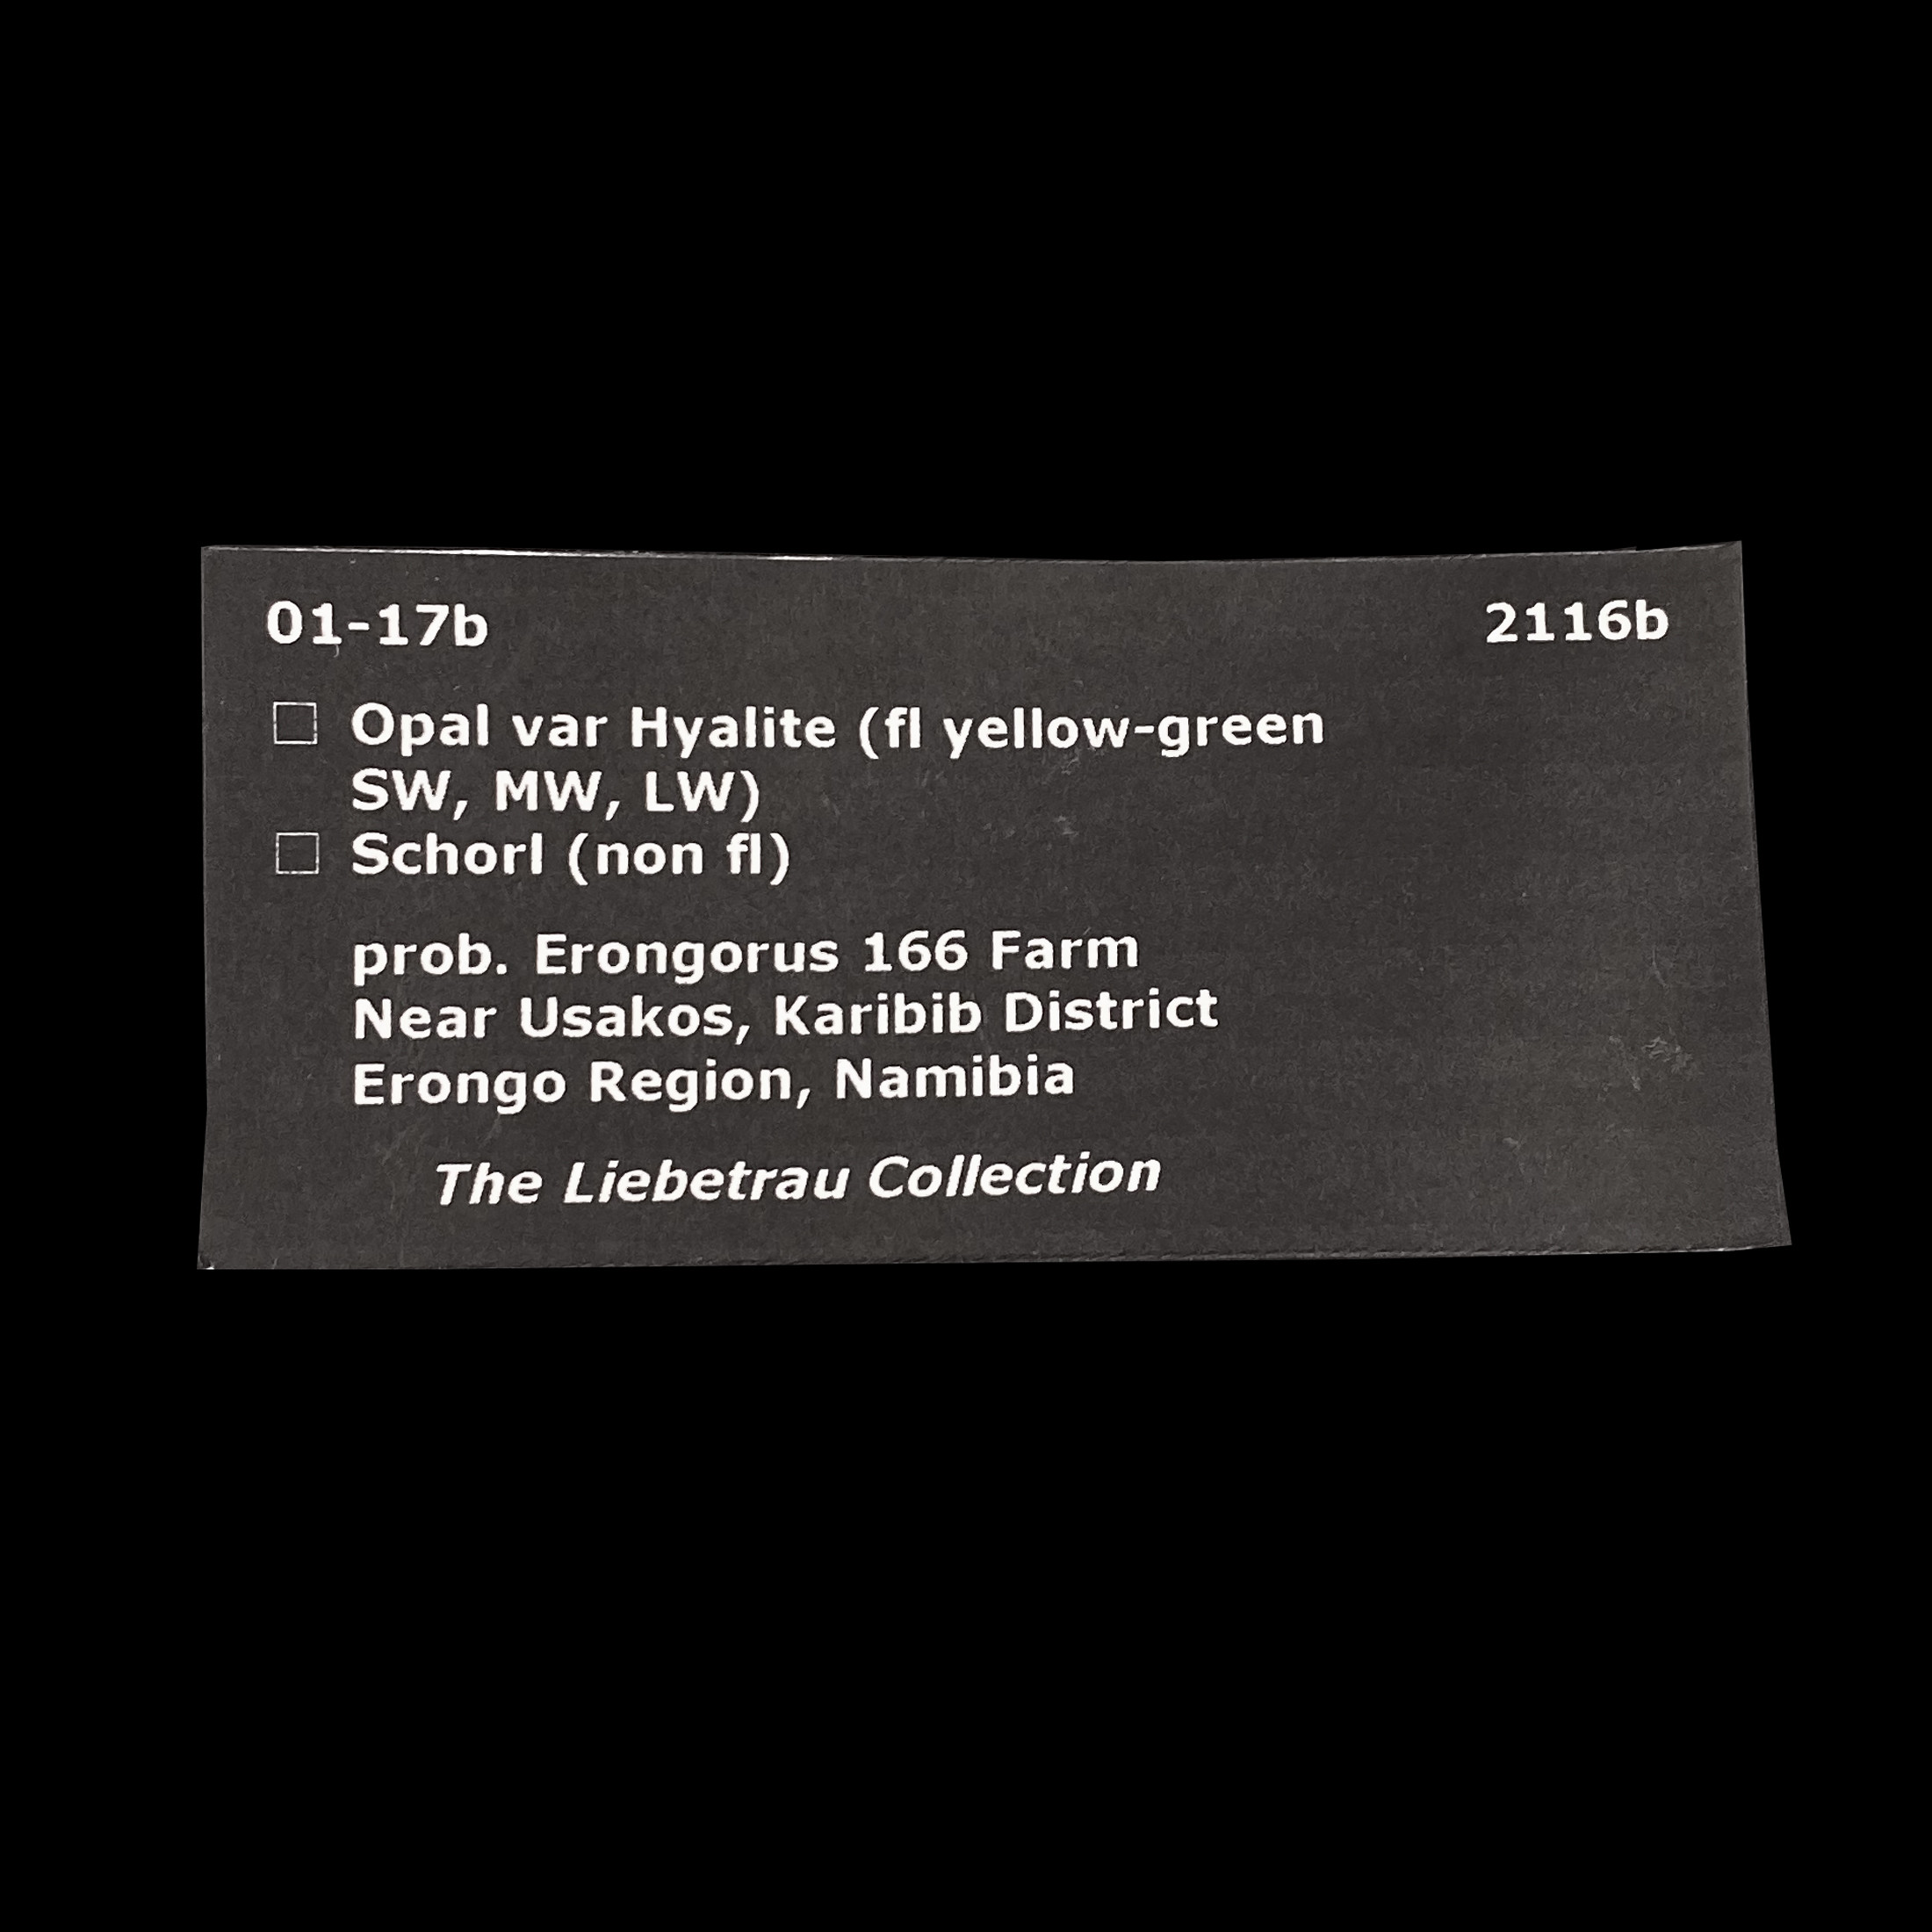 01-17b 2116b
☐ Opal var Hyalite (fl yellow-green
SW, MW, LW)
☐ Schorl (non fl)
prob. Erongorus 166 Farm
Near Usakos, Karibib District
Erongo Region, Namibia
The Liebetrau Collection